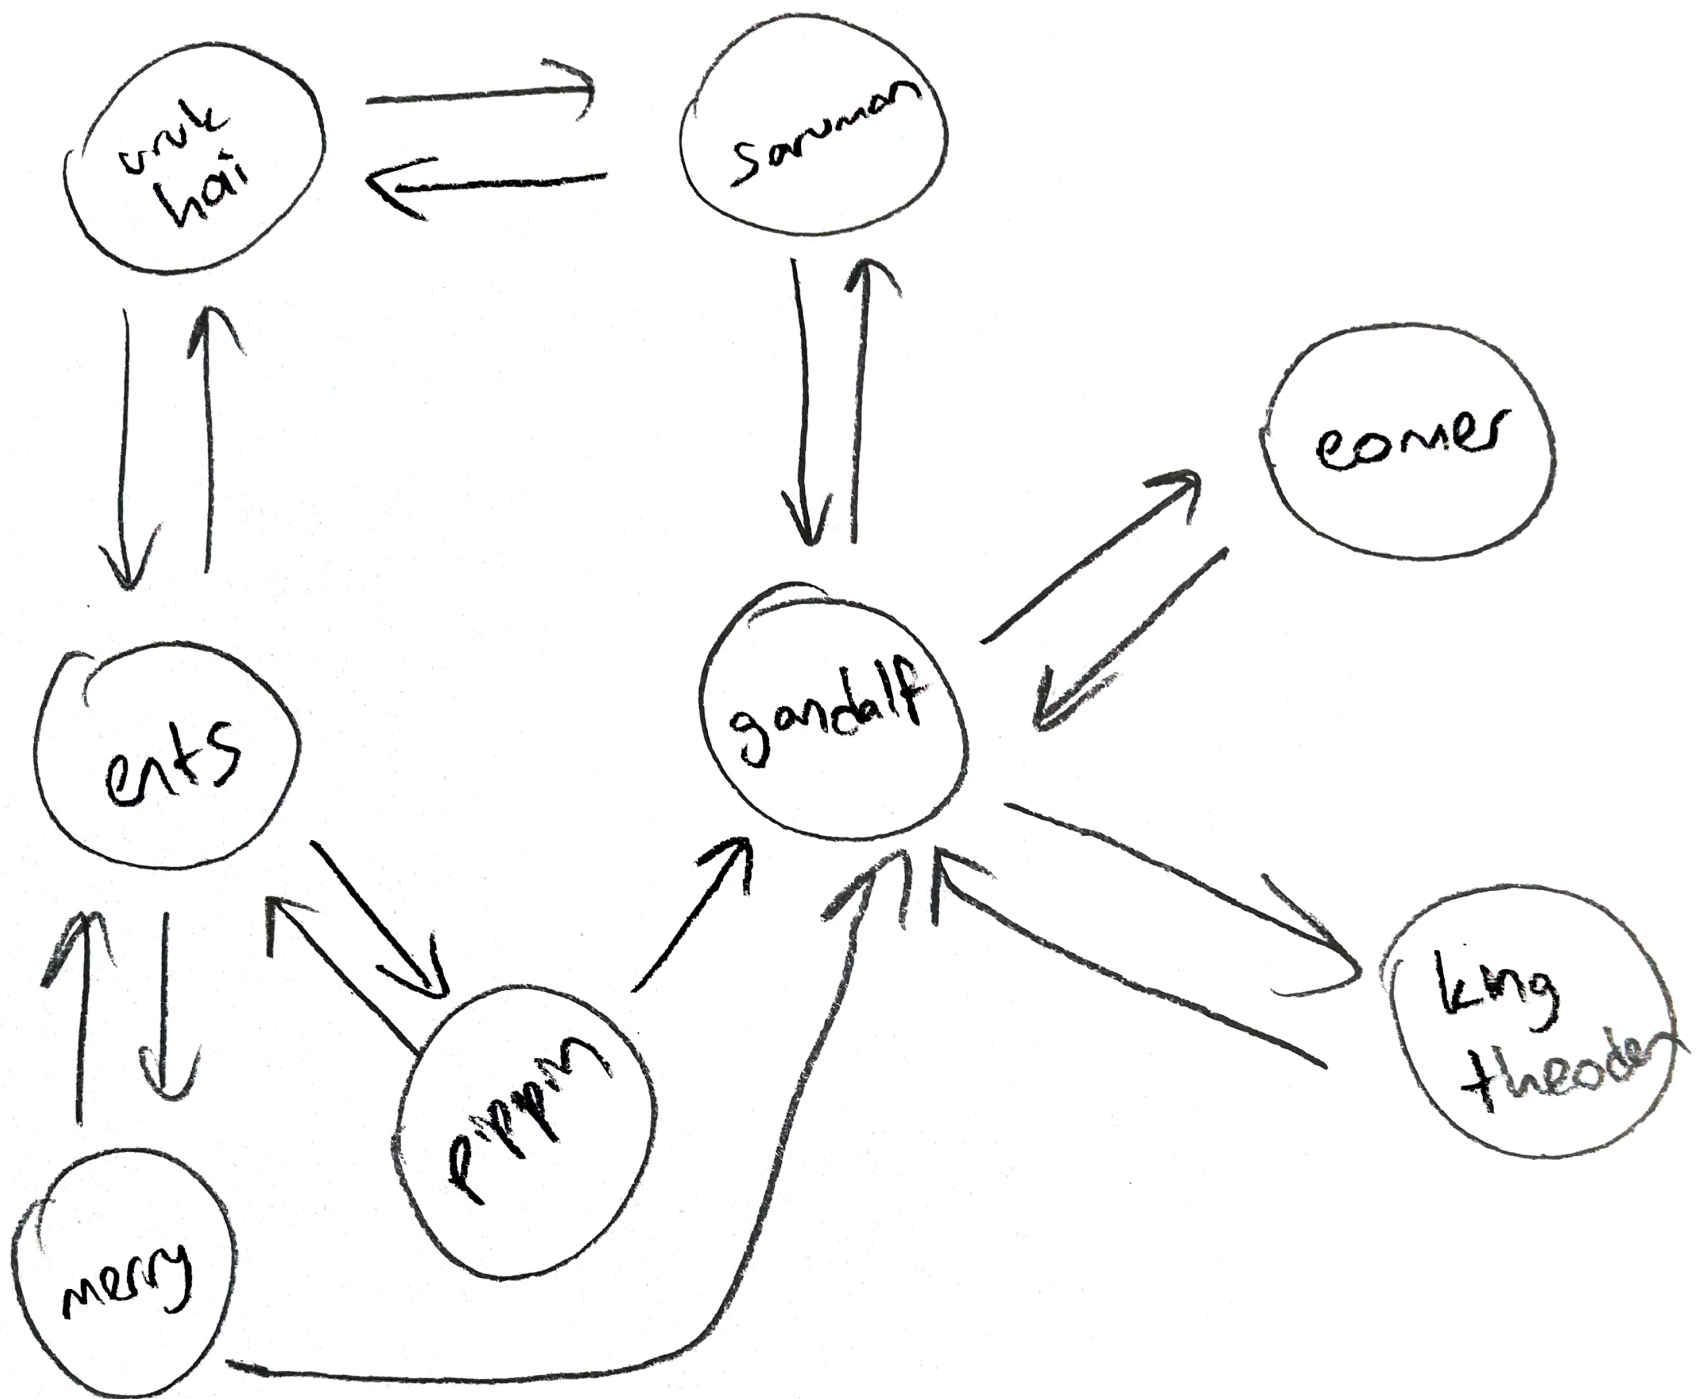 uruk
hai
saruman
eomer
gandalf
ents
king
theoden
pippin
merry